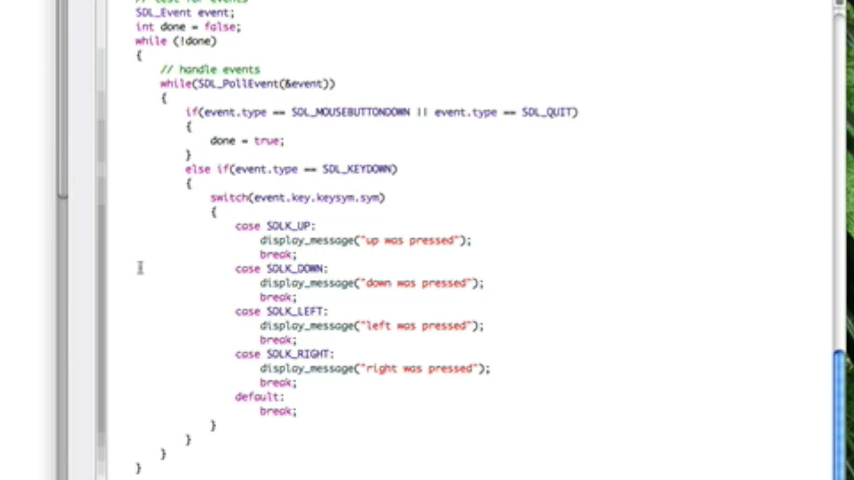 // test for events
SDL_Event event;
int done = false;
while (!done)
{
// handle events
while(SDL_PollEvent(&event))
{
if(event.type == SDL_MOUSEBUTTONDOWN || event.type == SDL_QUIT)
{
done = true;
}
else if(event.type == SDL_KEYDOWN)
{
switch(event.key.keysym.sym)
{
case SDLK_UP:
display_message("up was pressed");
break;
case SDLK_DOWN:
display_message("down was pressed");
break;
case SDLK_LEFT:
display_message("left was pressed");
break;
case SDLK_RIGHT:
display_message("right was pressed");
break;
default:
break;
}
}
}
}